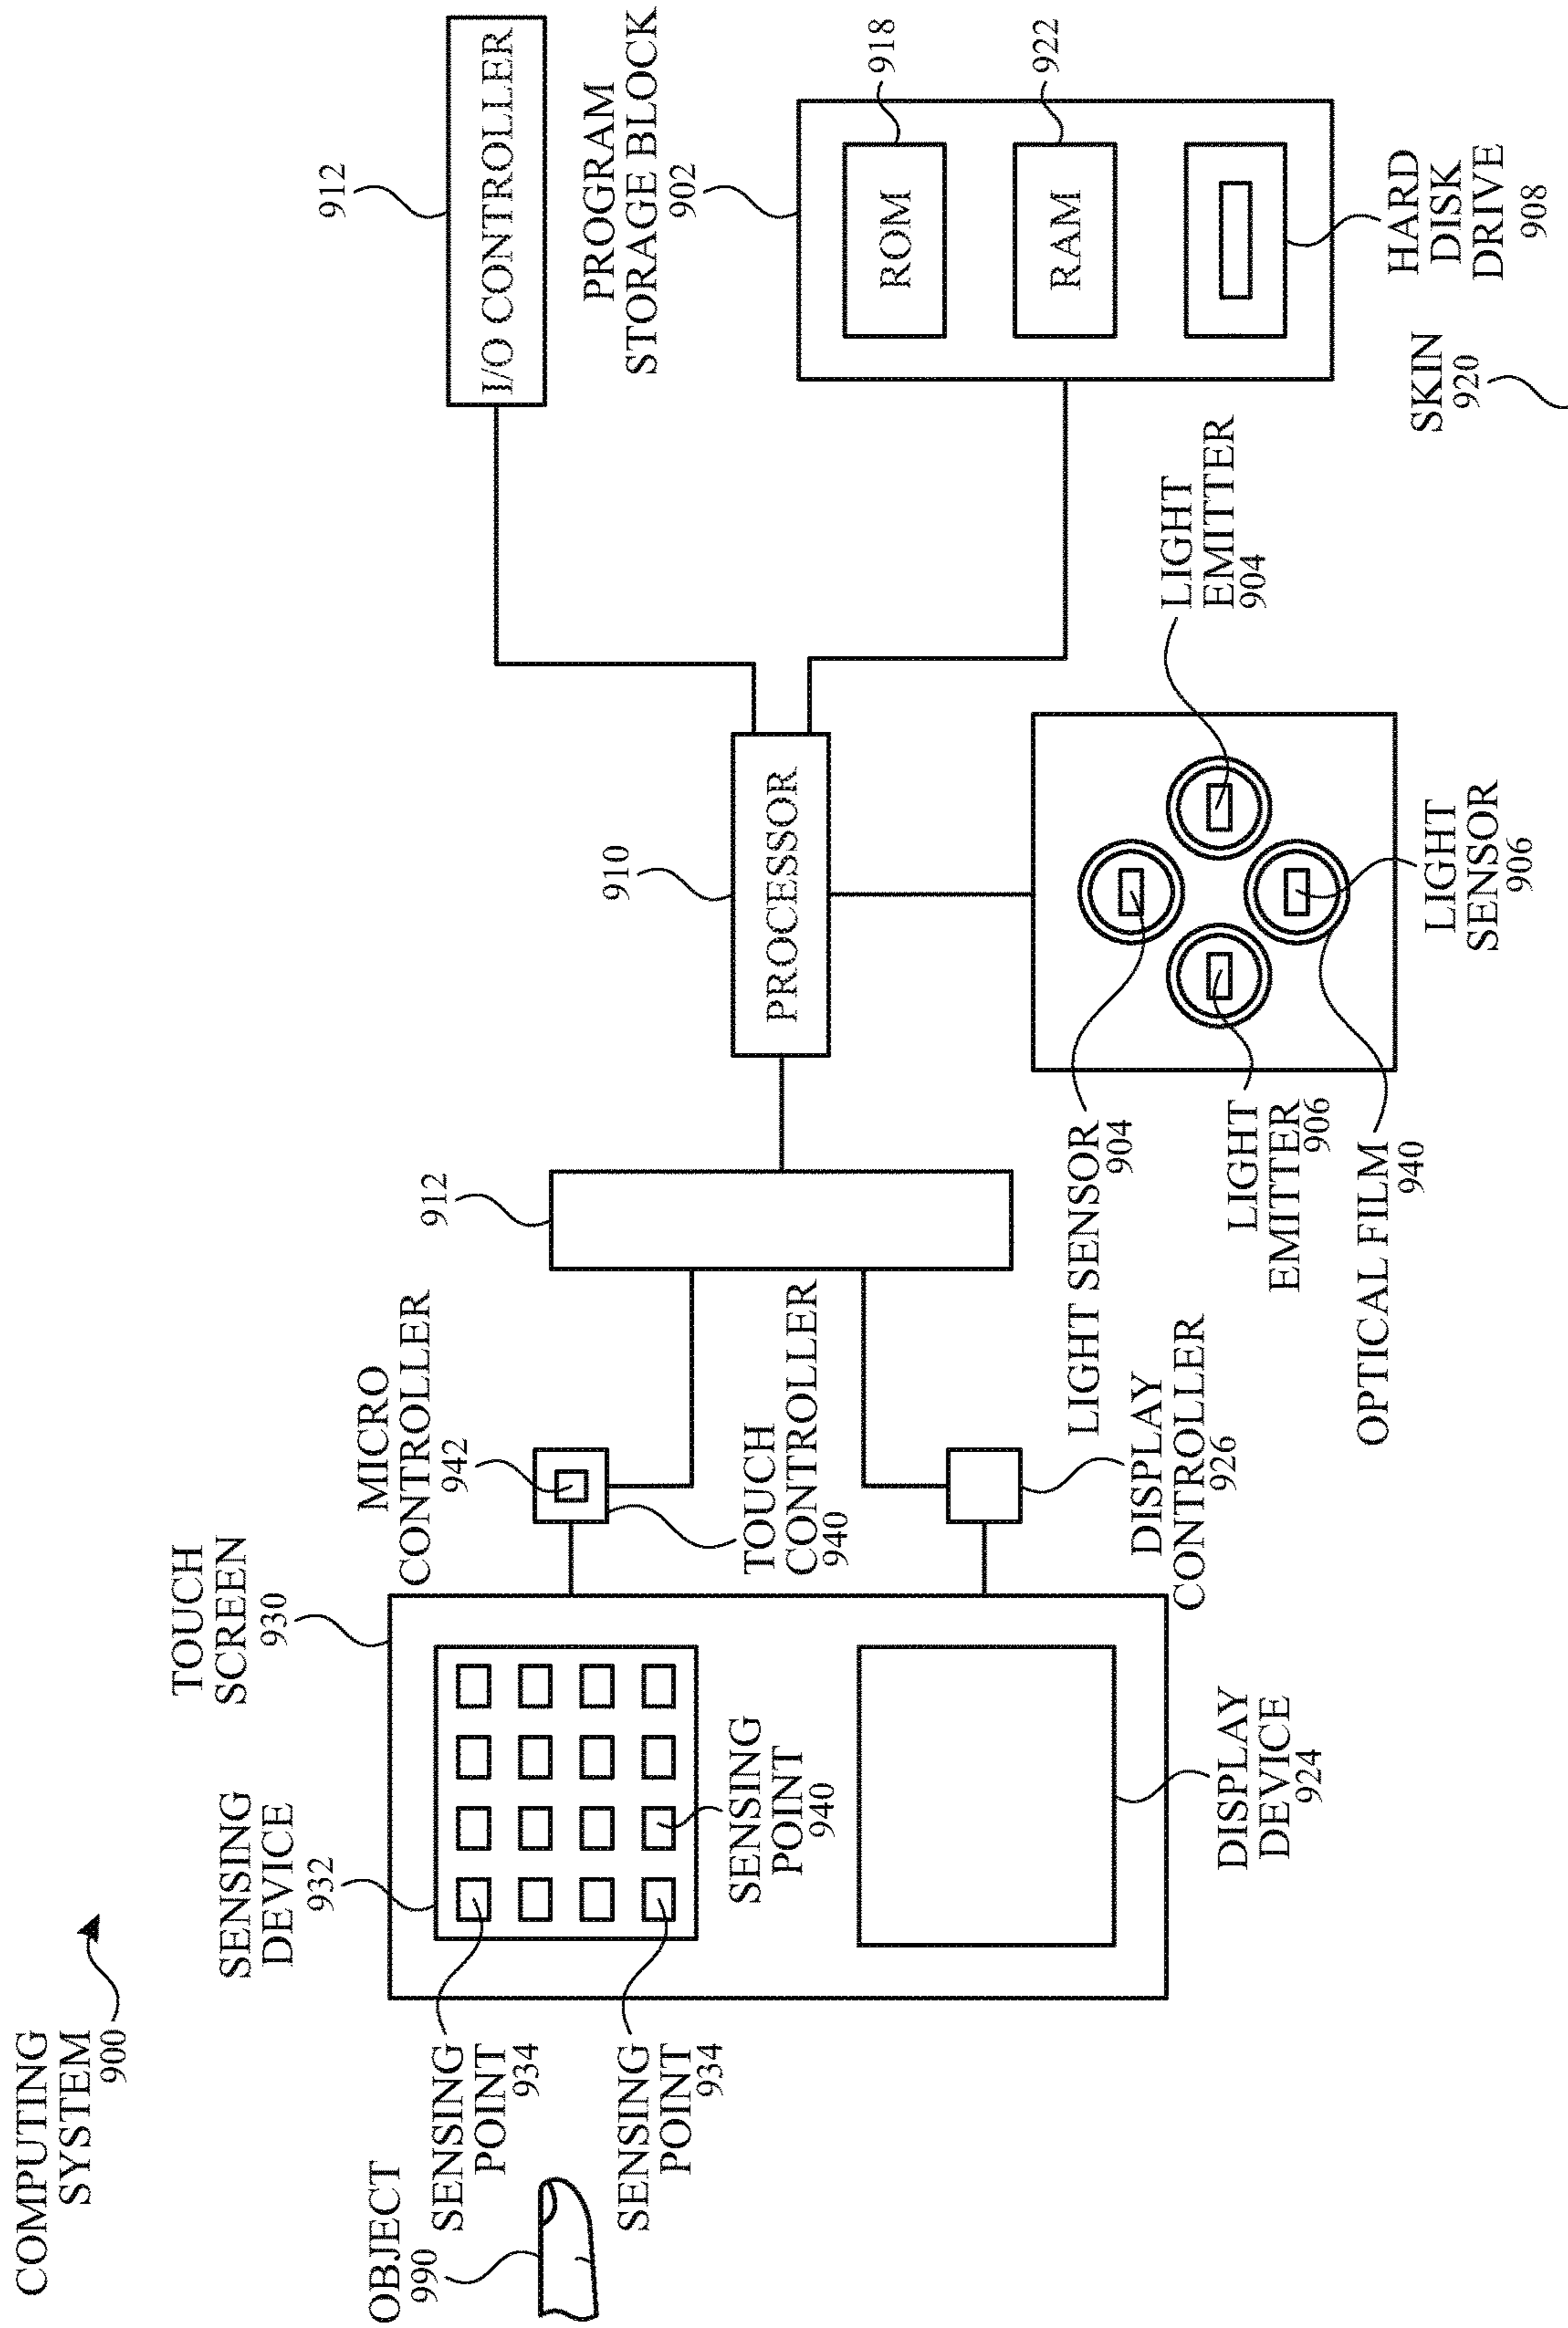 COMPUTING
SYSTEM
900
OBJECT
990
SENSING
POINT
934
SENSING
POINT
934
SENSING
DEVICE
932
TOUCH
SCREEN
930
SENSING
POINT
940
DISPLAY
DEVICE
924
MICRO
CONTROLLER
942
TOUCH
CONTROLLER
940
DISPLAY
CONTROLLER
926
912
910
PROCESSOR
LIGHT SENSOR
904
LIGHT
EMITTER
906
OPTICAL FILM
940
LIGHT
SENSOR
906
LIGHT
EMITTER
904
912
I/O CONTROLLER
PROGRAM
STORAGE BLOCK
902
ROM
918
RAM
922
HARD
DISK
DRIVE
908
SKIN
920